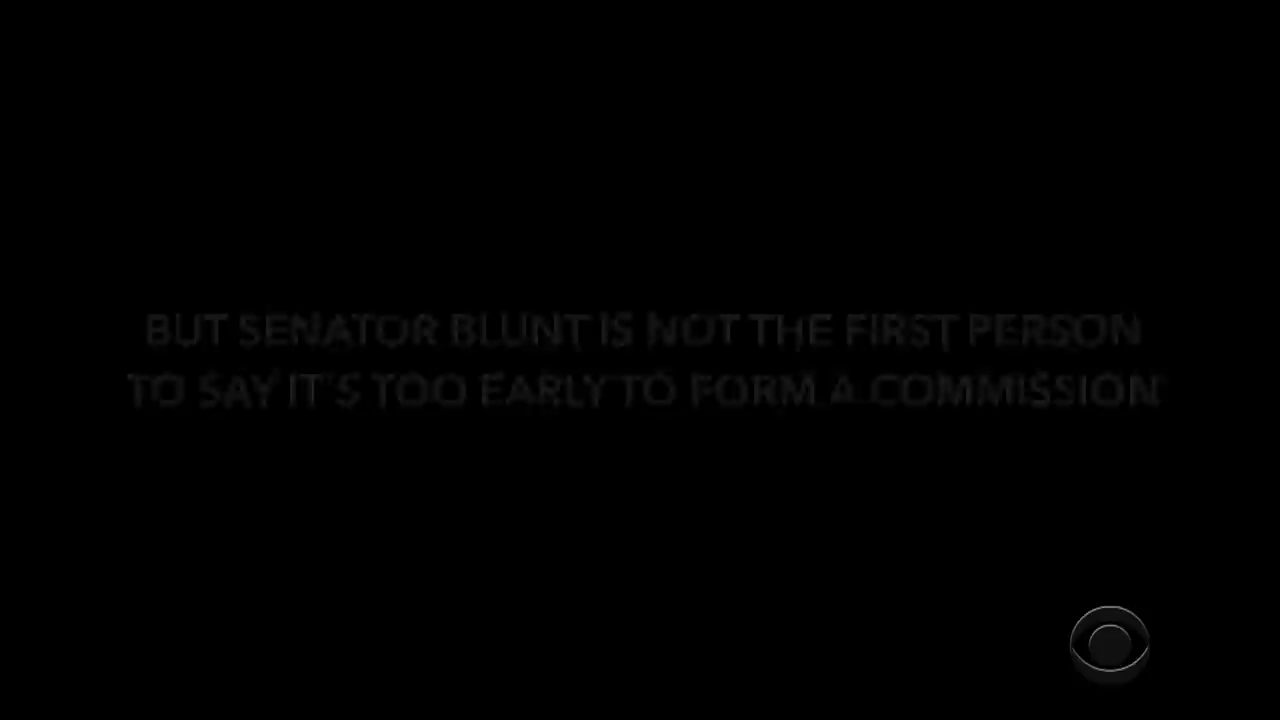 BUT SENATOR BLUNT IS NOT THE FIRST PERSON
TO SAY IT'S TOO EARLY TO FORM A COMMISSION